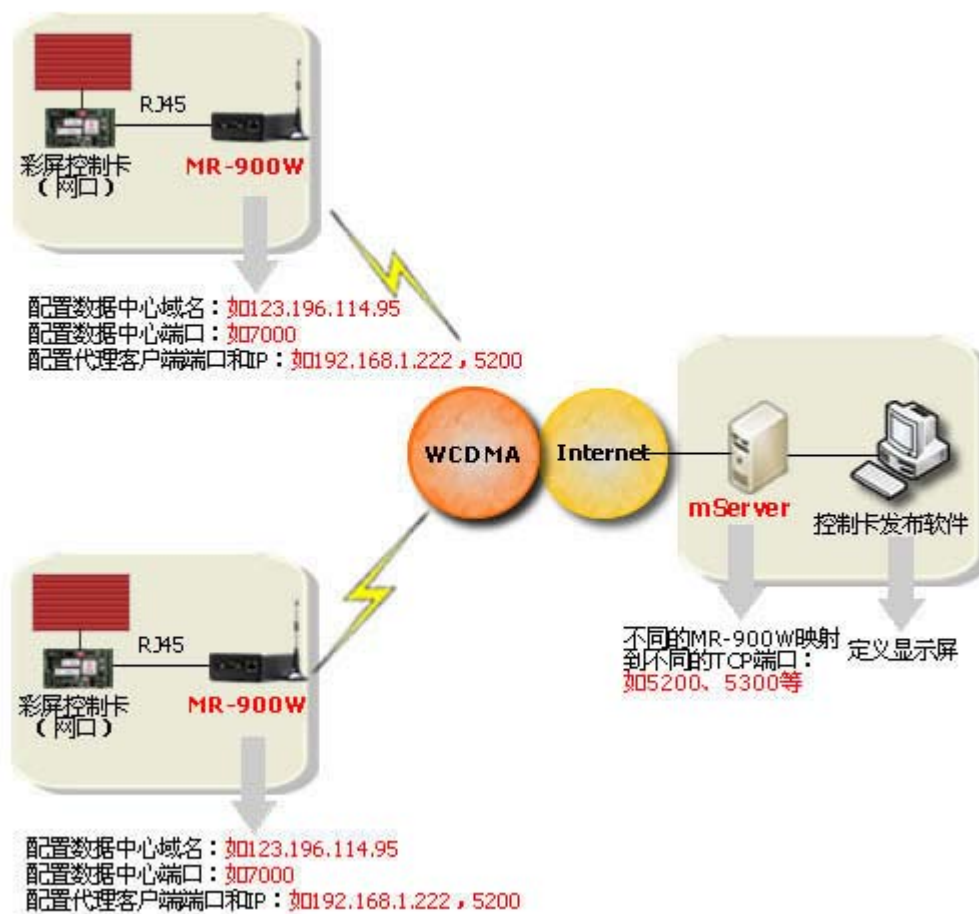 RJ45
彩屏控制卡
（网口）
MR-900W
配置数据中心域名：如123.196.114.95
配置数据中心端口：如7000
配置代理客户端端口和IP：如192.168.1.222，5200
WCDMA
Internet
mServer
控制卡发布软件
不同的MR-900W映射
到不同的TCP端口：
如5200、5300等
定义显示屏
RJ45
彩屏控制卡
（网口）
MR-900W
配置数据中心域名：如123.196.114.95
配置数据中心端口：如7000
配置代理客户端端口和IP：如192.168.1.222，5200